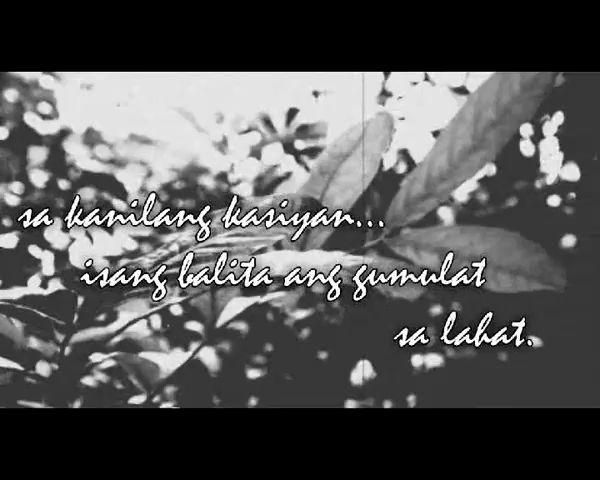 sa kanilang kasiyan...
isang balita ang gumulat
sa lahat.